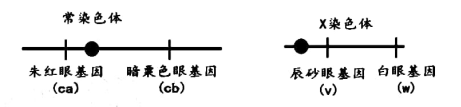 常染色体
X染色体
朱红眼基因
(ca)
暗栗色眼基因
(cb)
辰砂眼基因
(v)
白眼基因
(w)